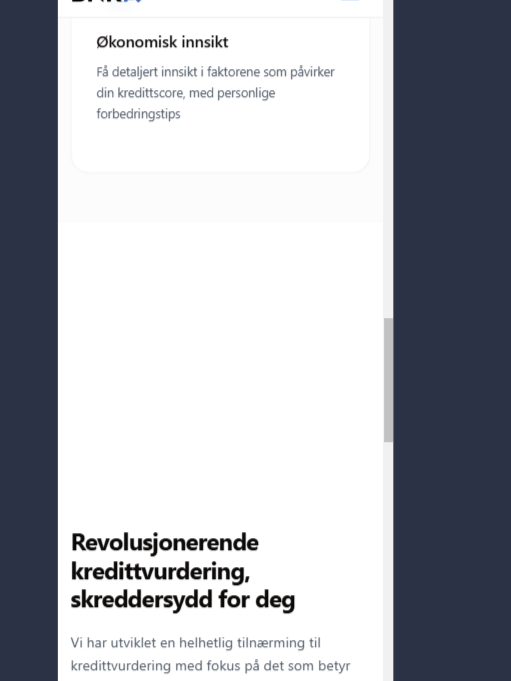 Økonomisk innsikt
Få detaljert innsikt i faktorene som påvirker
din kredittscore, med personlige
forbedringstips
Revolusjonerende
kredittvurdering,
skreddersydd for deg
Vi har utviklet en helhetlig tilnærming til
kredittvurdering med fokus på det som betyr